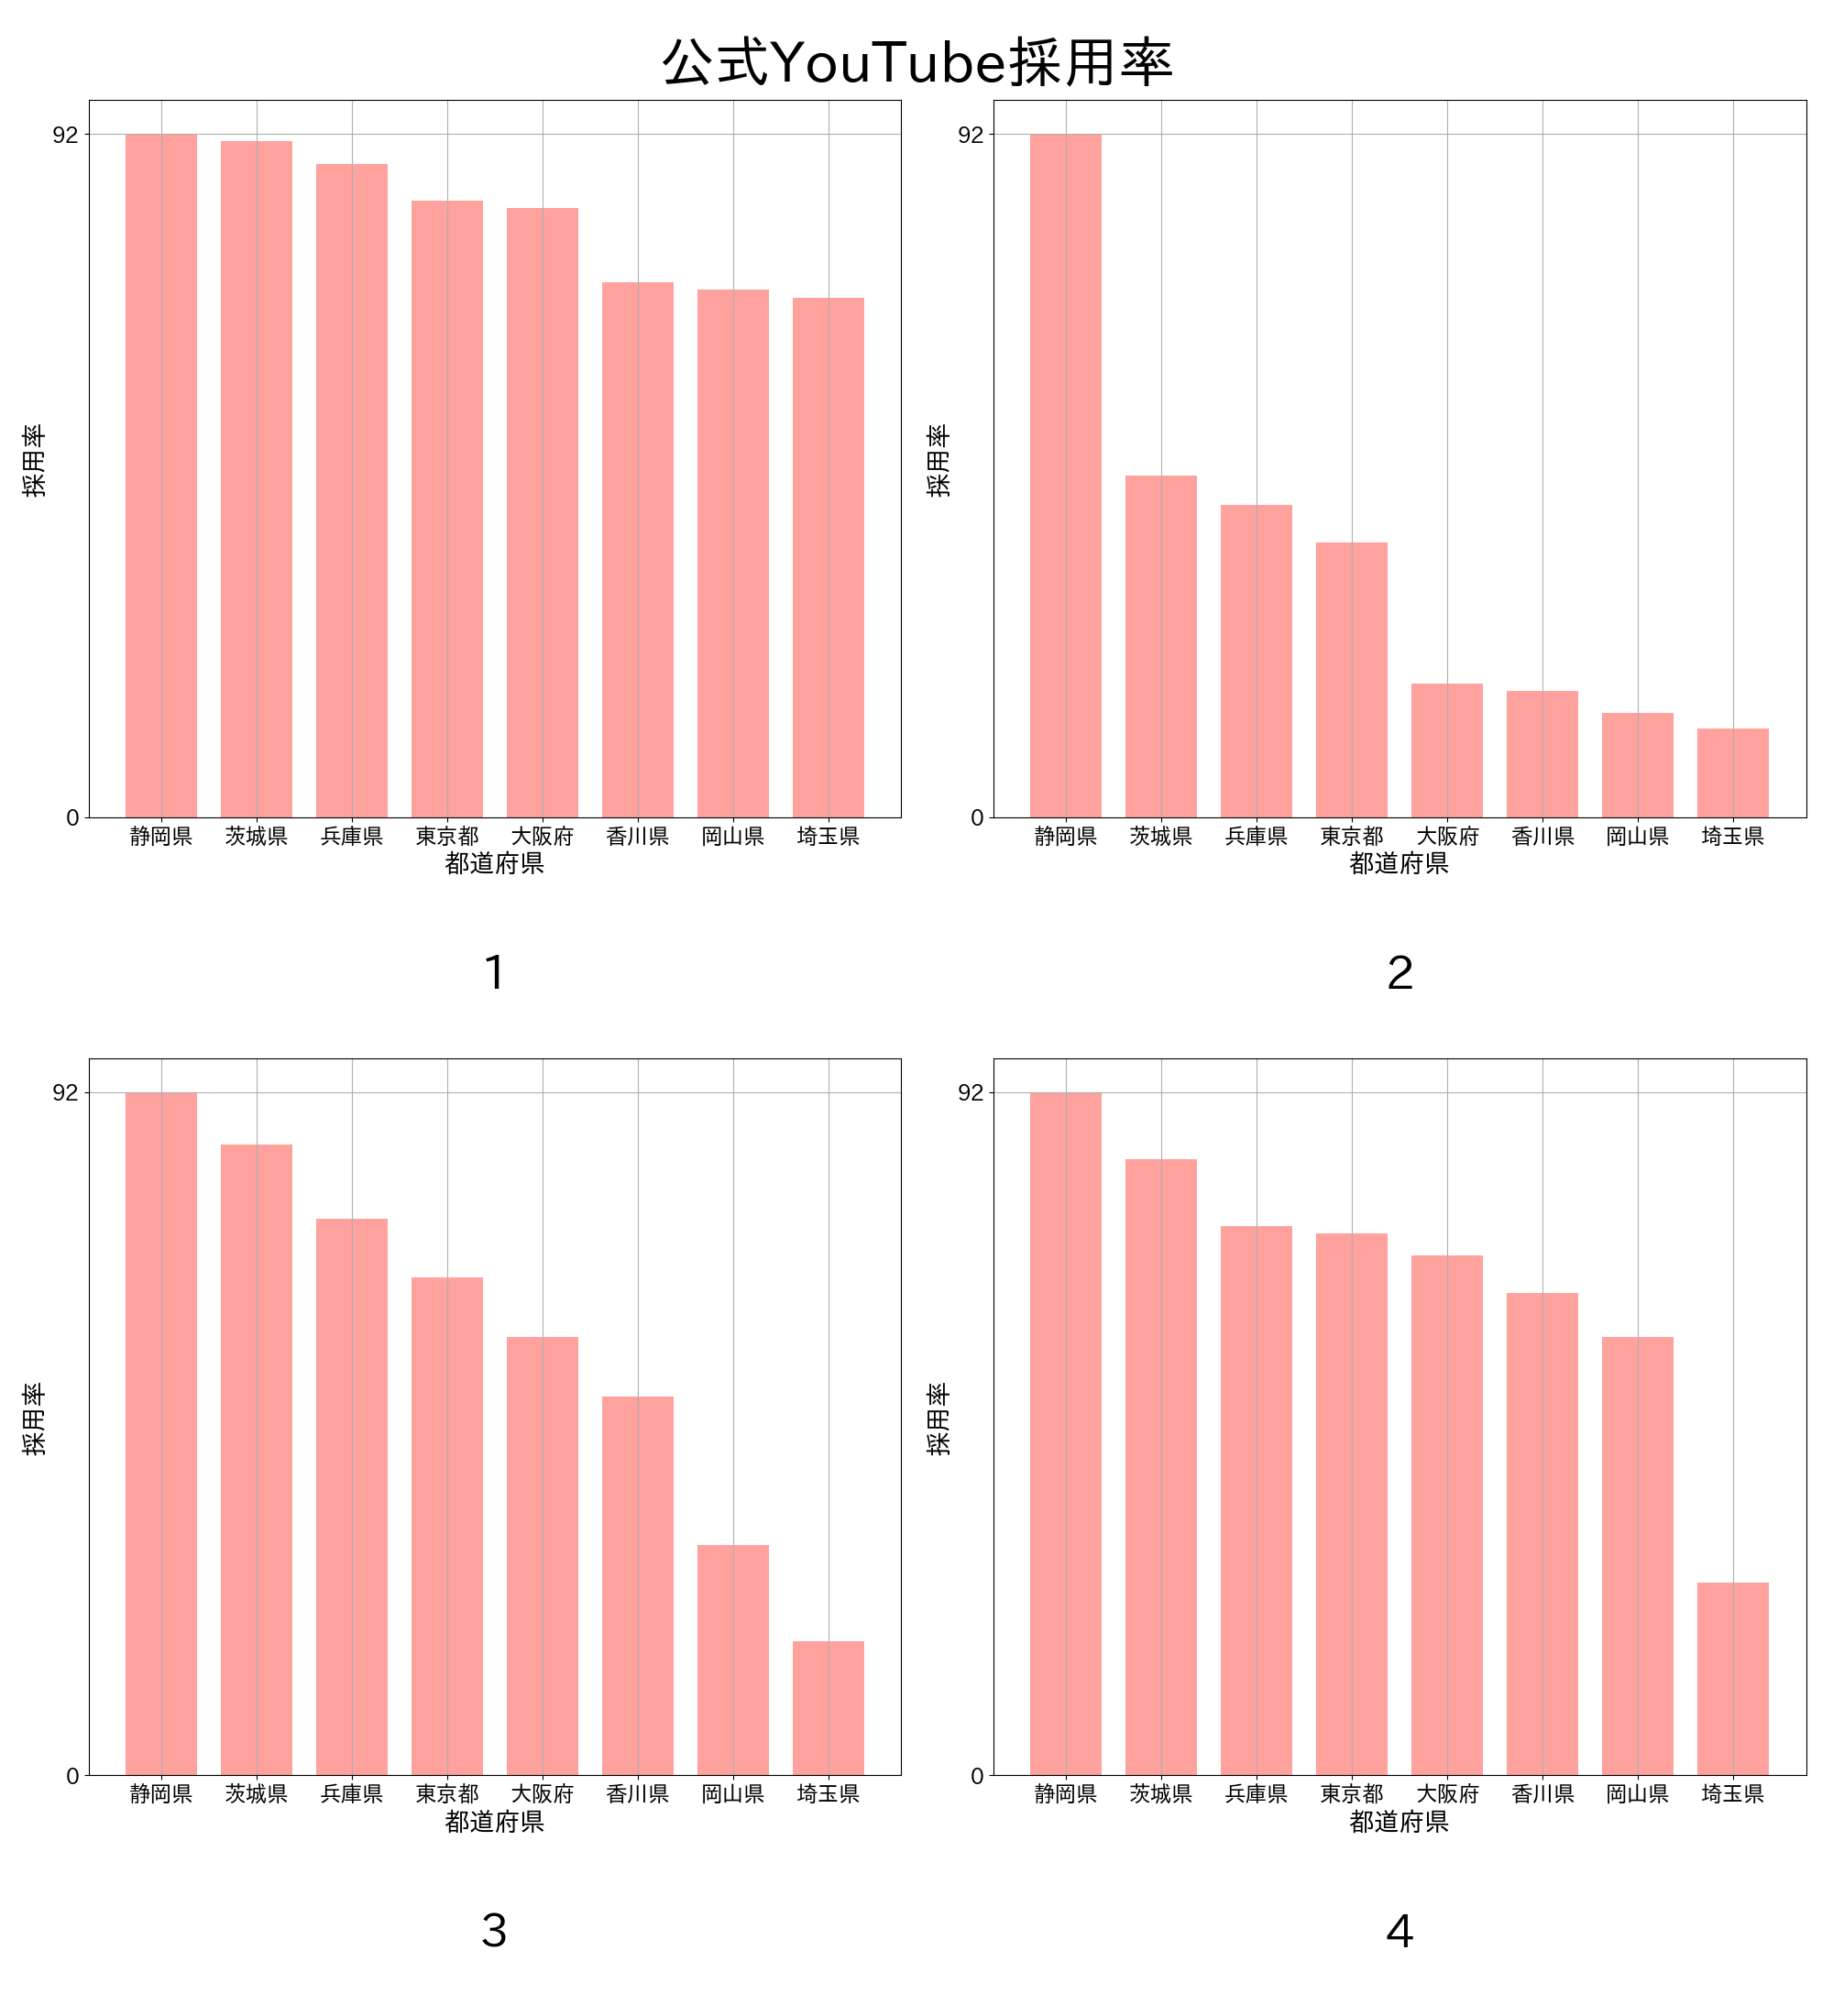 公式YouTube採用率
92
0
採用率
静岡県 茨城県 兵庫県 東京都 大阪府 香川県 岡山県 埼玉県
都道府県
1
92
0
採用率
静岡県 茨城県 兵庫県 東京都 大阪府 香川県 岡山県 埼玉県
都道府県
2
92
0
採用率
静岡県 茨城県 兵庫県 東京都 大阪府 香川県 岡山県 埼玉県
都道府県
3
92
0
採用率
静岡県 茨城県 兵庫県 東京都 大阪府 香川県 岡山県 埼玉県
都道府県
4